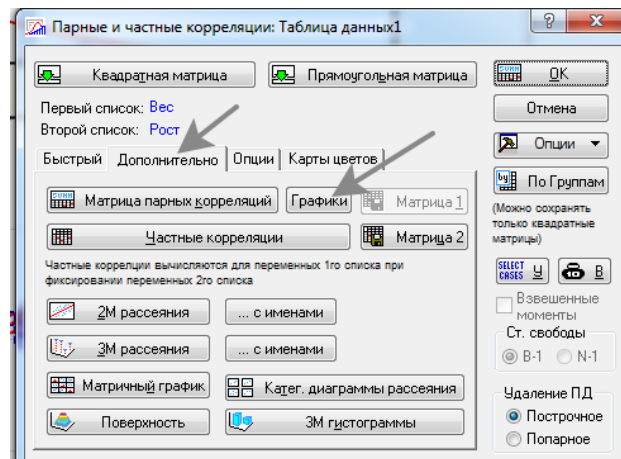 Парные и частные корреляции: Таблица данных1
Квадратная матрица
Прямоугольная матрица
Первый список: Вес
Второй список: Рост
Быстрый
Дополнительно
Опции
Карты цветов
Матрица парных корреляций
Графики
Матрица 1
Частные корреляции
Матрица 2
Частные коррелции вычисляются для переменных 1го списка при
фиксировании переменных 2го списка
2М рассеяния
... с именами
3М рассеяния
... с именами
Матричный график
Катег. диаграммы рассеяния
Поверхность
3М гистограммы
OK
Отмена
Опции
По Группам
(Можно сохранять
только квадратные
матрицы)
SELECT
CASES
У
В
Взвешенные
моменты
Ст. свободы
В-1
N-1
Удаление ПД
Построчное
Попарное